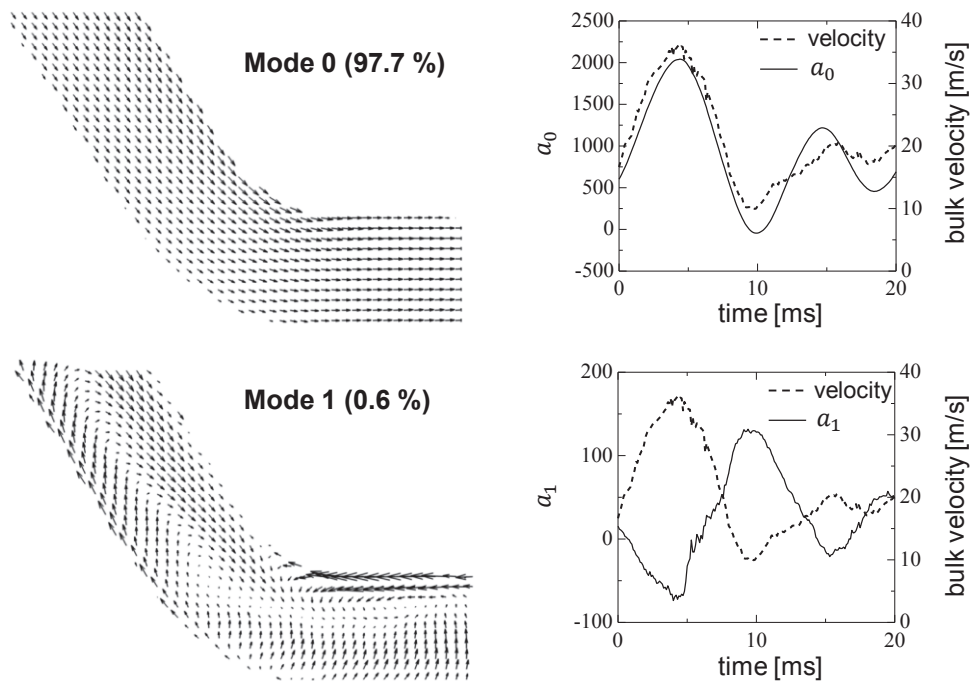 Mode 0 (97.7 %)
2500
2000
1500
1000
500
0
-500
a₀
velocity
a₀
40
30
20
10
0
bulk velocity [m/s]
0
10
20
time [ms]
Mode 1 (0.6 %)
200
100
0
-100
a₁
velocity
a₁
40
30
20
10
0
bulk velocity [m/s]
0
10
20
time [ms]